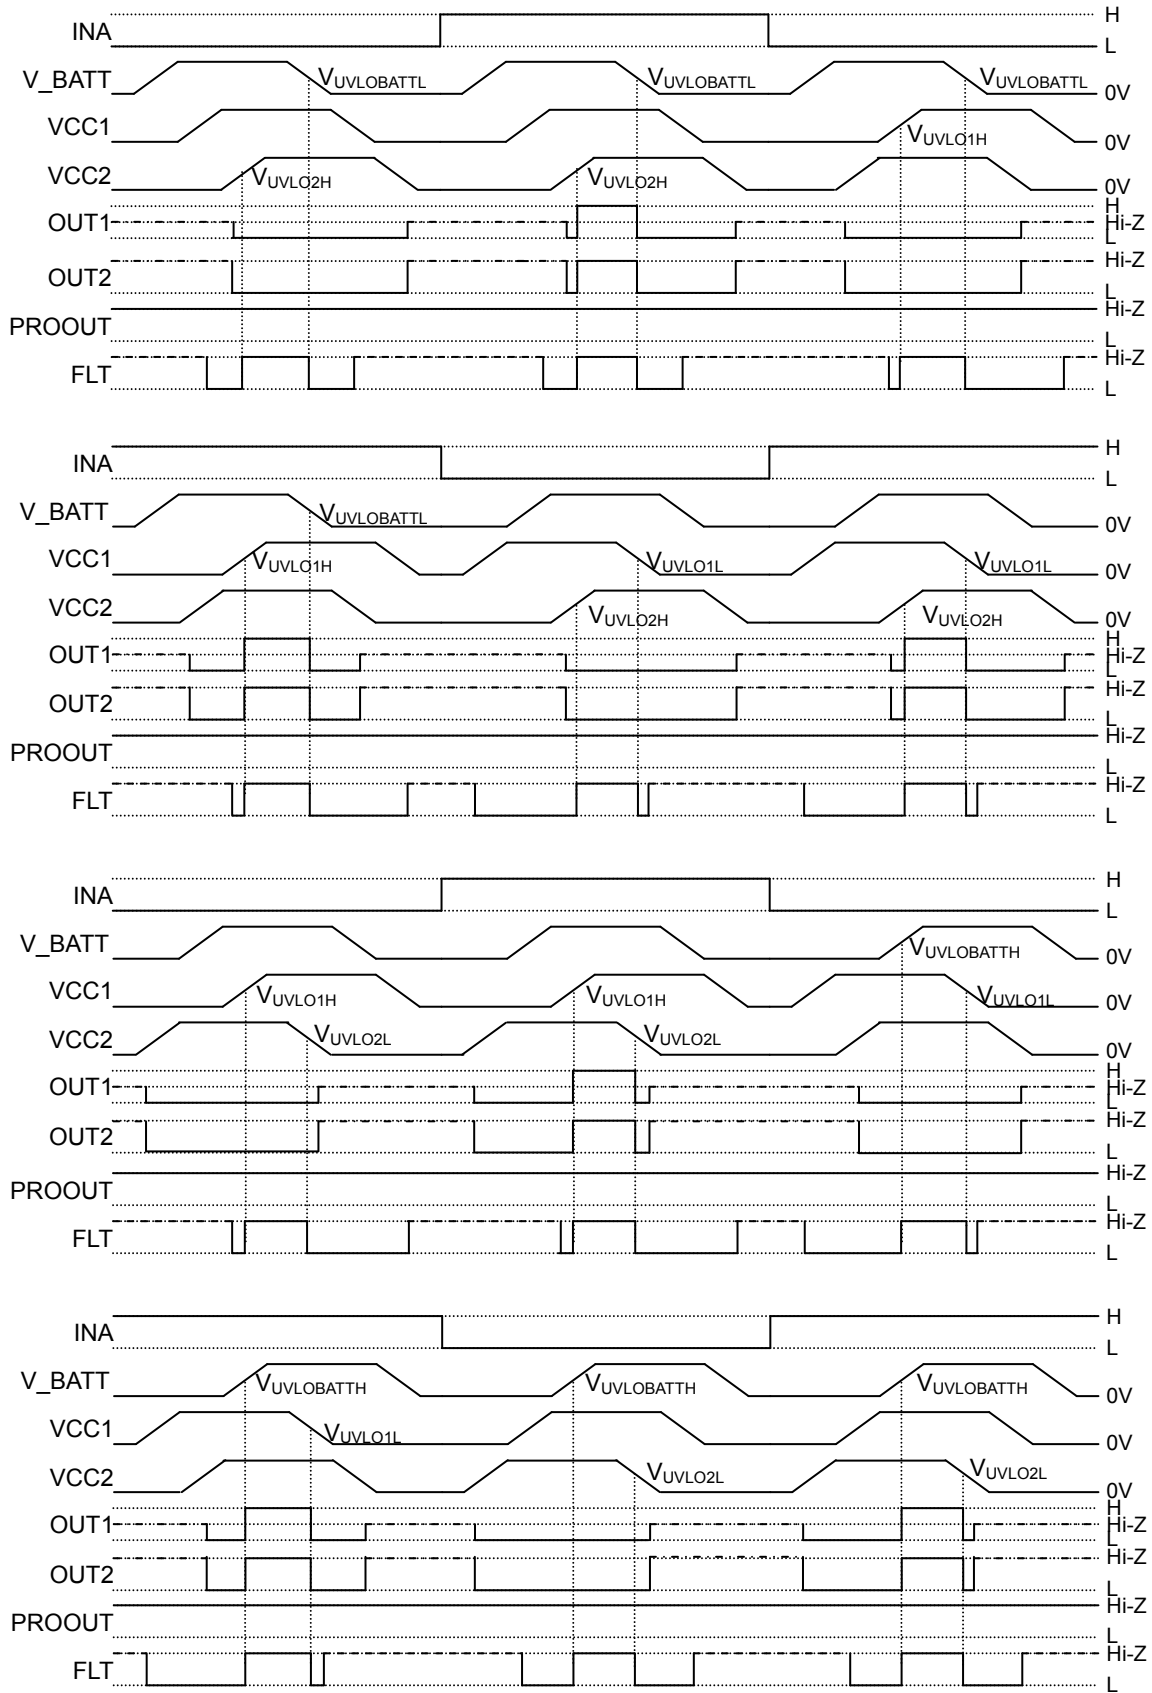 INA H
L
V_BATT VUVLOBATTL VUVLOBATTL VUVLOBATTL 0V
VCC1 VUVLO1H 0V
VCC2 VUVLO2H VUVLO2H 0V
H
OUT1 Hi-Z
L
Hi-Z
OUT2
L
Hi-Z
PROOUT
L
Hi-Z
FLT
L
INA H
L
V_BATT VUVLOBATTL 0V
VCC1 VUVLO1H VUVLO1L VUVLO1L 0V
VCC2 VUVLO2H VUVLO2H 0V
H
OUT1 Hi-Z
L
Hi-Z
OUT2
L
Hi-Z
PROOUT
L
Hi-Z
FLT
L
INA H
L
V_BATT VUVLOBATTH 0V
VCC1 VUVLO1H VUVLO1H VUVLO1L 0V
VCC2 VUVLO2L VUVLO2L 0V
H
OUT1 Hi-Z
L
Hi-Z
OUT2
L
Hi-Z
PROOUT
L
Hi-Z
FLT
L
INA H
L
V_BATT VUVLOBATTH VUVLOBATTH VUVLOBATTH 0V
VCC1 VUVLO1L 0V
VCC2 VUVLO2L VUVLO2L 0V
H
OUT1 Hi-Z
L
Hi-Z
OUT2
L
Hi-Z
PROOUT
L
Hi-Z
FLT
L